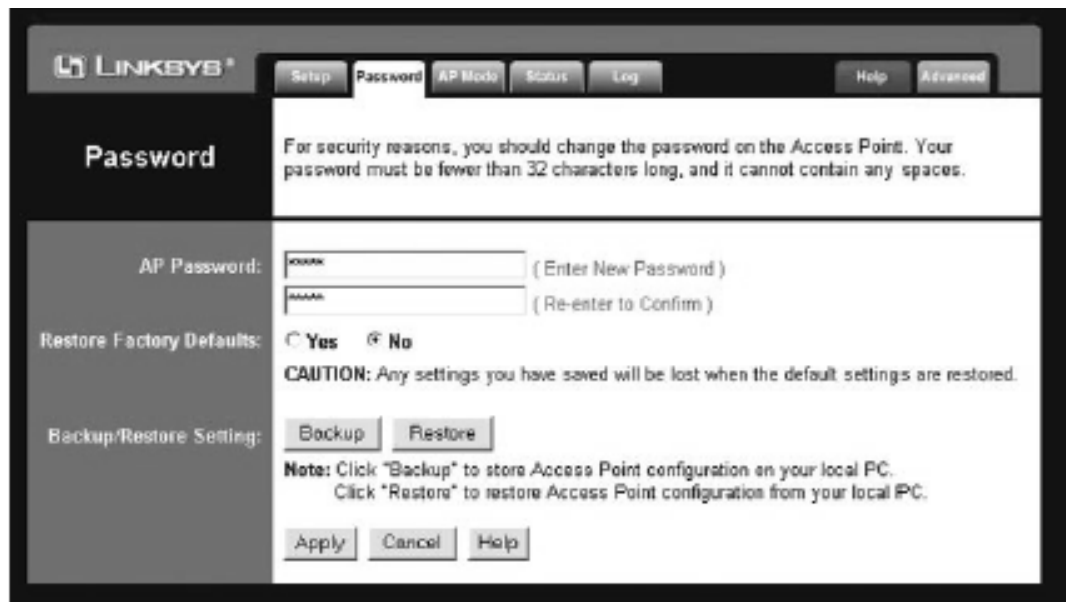 LINKSYS®
Setup Password AP Mode Status Log Help Advanced
Password
For security reasons, you should change the password on the Access Point. Your
password must be fewer than 32 characters long, and it cannot contain any spaces.
AP Password: ***** ( Enter New Password )
***** ( Re-enter to Confirm )
Restore Factory Defaults: Yes No
CAUTION: Any settings you have saved will be lost when the default settings are restored.
Backup/Restore Setting: Backup Restore
Note: Click "Backup" to store Access Point configuration on your local PC.
Click "Restore" to restore Access Point configuration from your local PC.
Apply Cancel Help